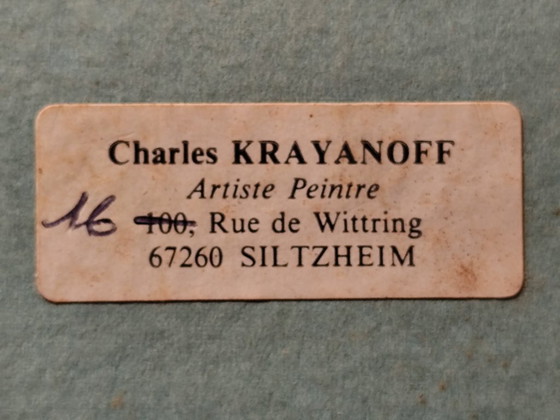 Charles KRAYANOFF
Artiste Peintre
16 100, Rue de Wittring
67260 SILTZHEIM